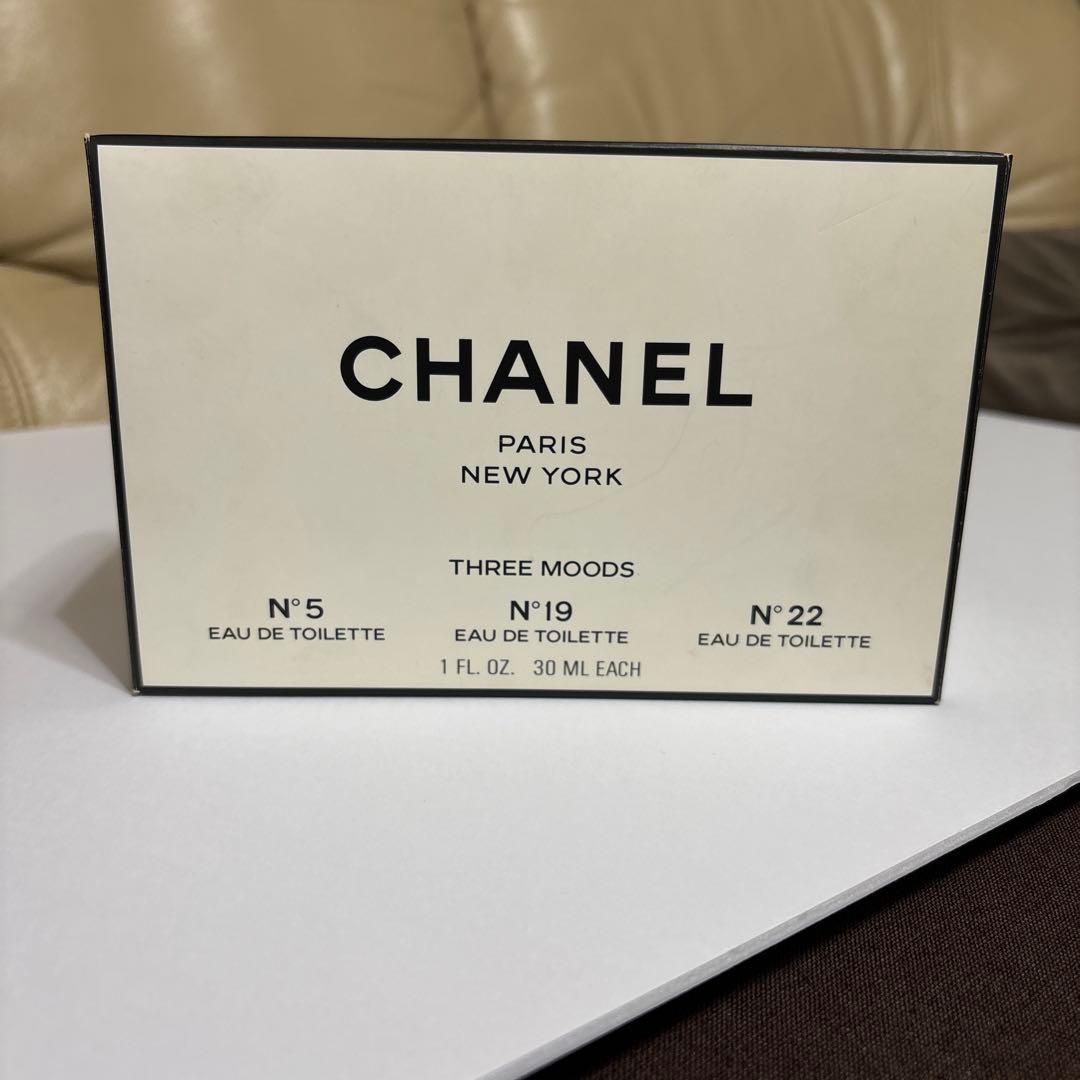 CHANEL
PARIS
NEW YORK
THREE MOODS
N° 5 N° 19 N° 22
EAU DE TOILETTE EAU DE TOILETTE EAU DE TOILETTE
1 FL. OZ. 30 ML EACH